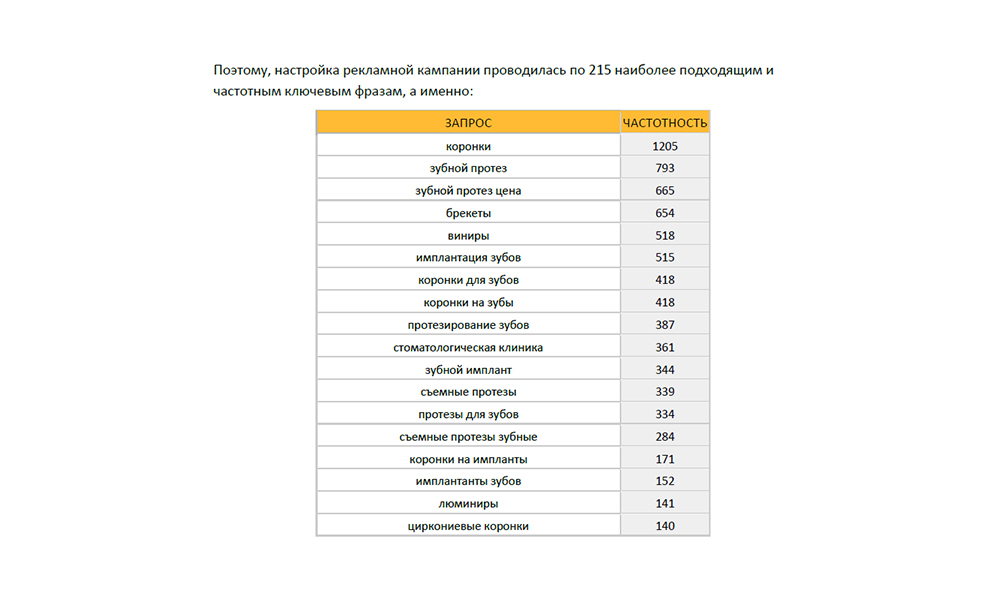 Поэтому, настройка рекламной кампании проводилась по 215 наиболее подходящим и
частотным ключевым фразам, а именно:
ЗАПРОС ЧАСТОТНОСТЬ
коронки 1205
зубной протез 793
зубной протез цена 665
брекеты 654
виниры 518
имплантация зубов 515
коронки для зубов 418
коронки на зубы 418
протезирование зубов 387
стоматологическая клиника 361
зубной имплант 344
съемные протезы 339
протезы для зубов 334
съемные протезы зубные 284
коронки на импланты 171
имплантанты зубов 152
люминиры 141
циркониевые коронки 140